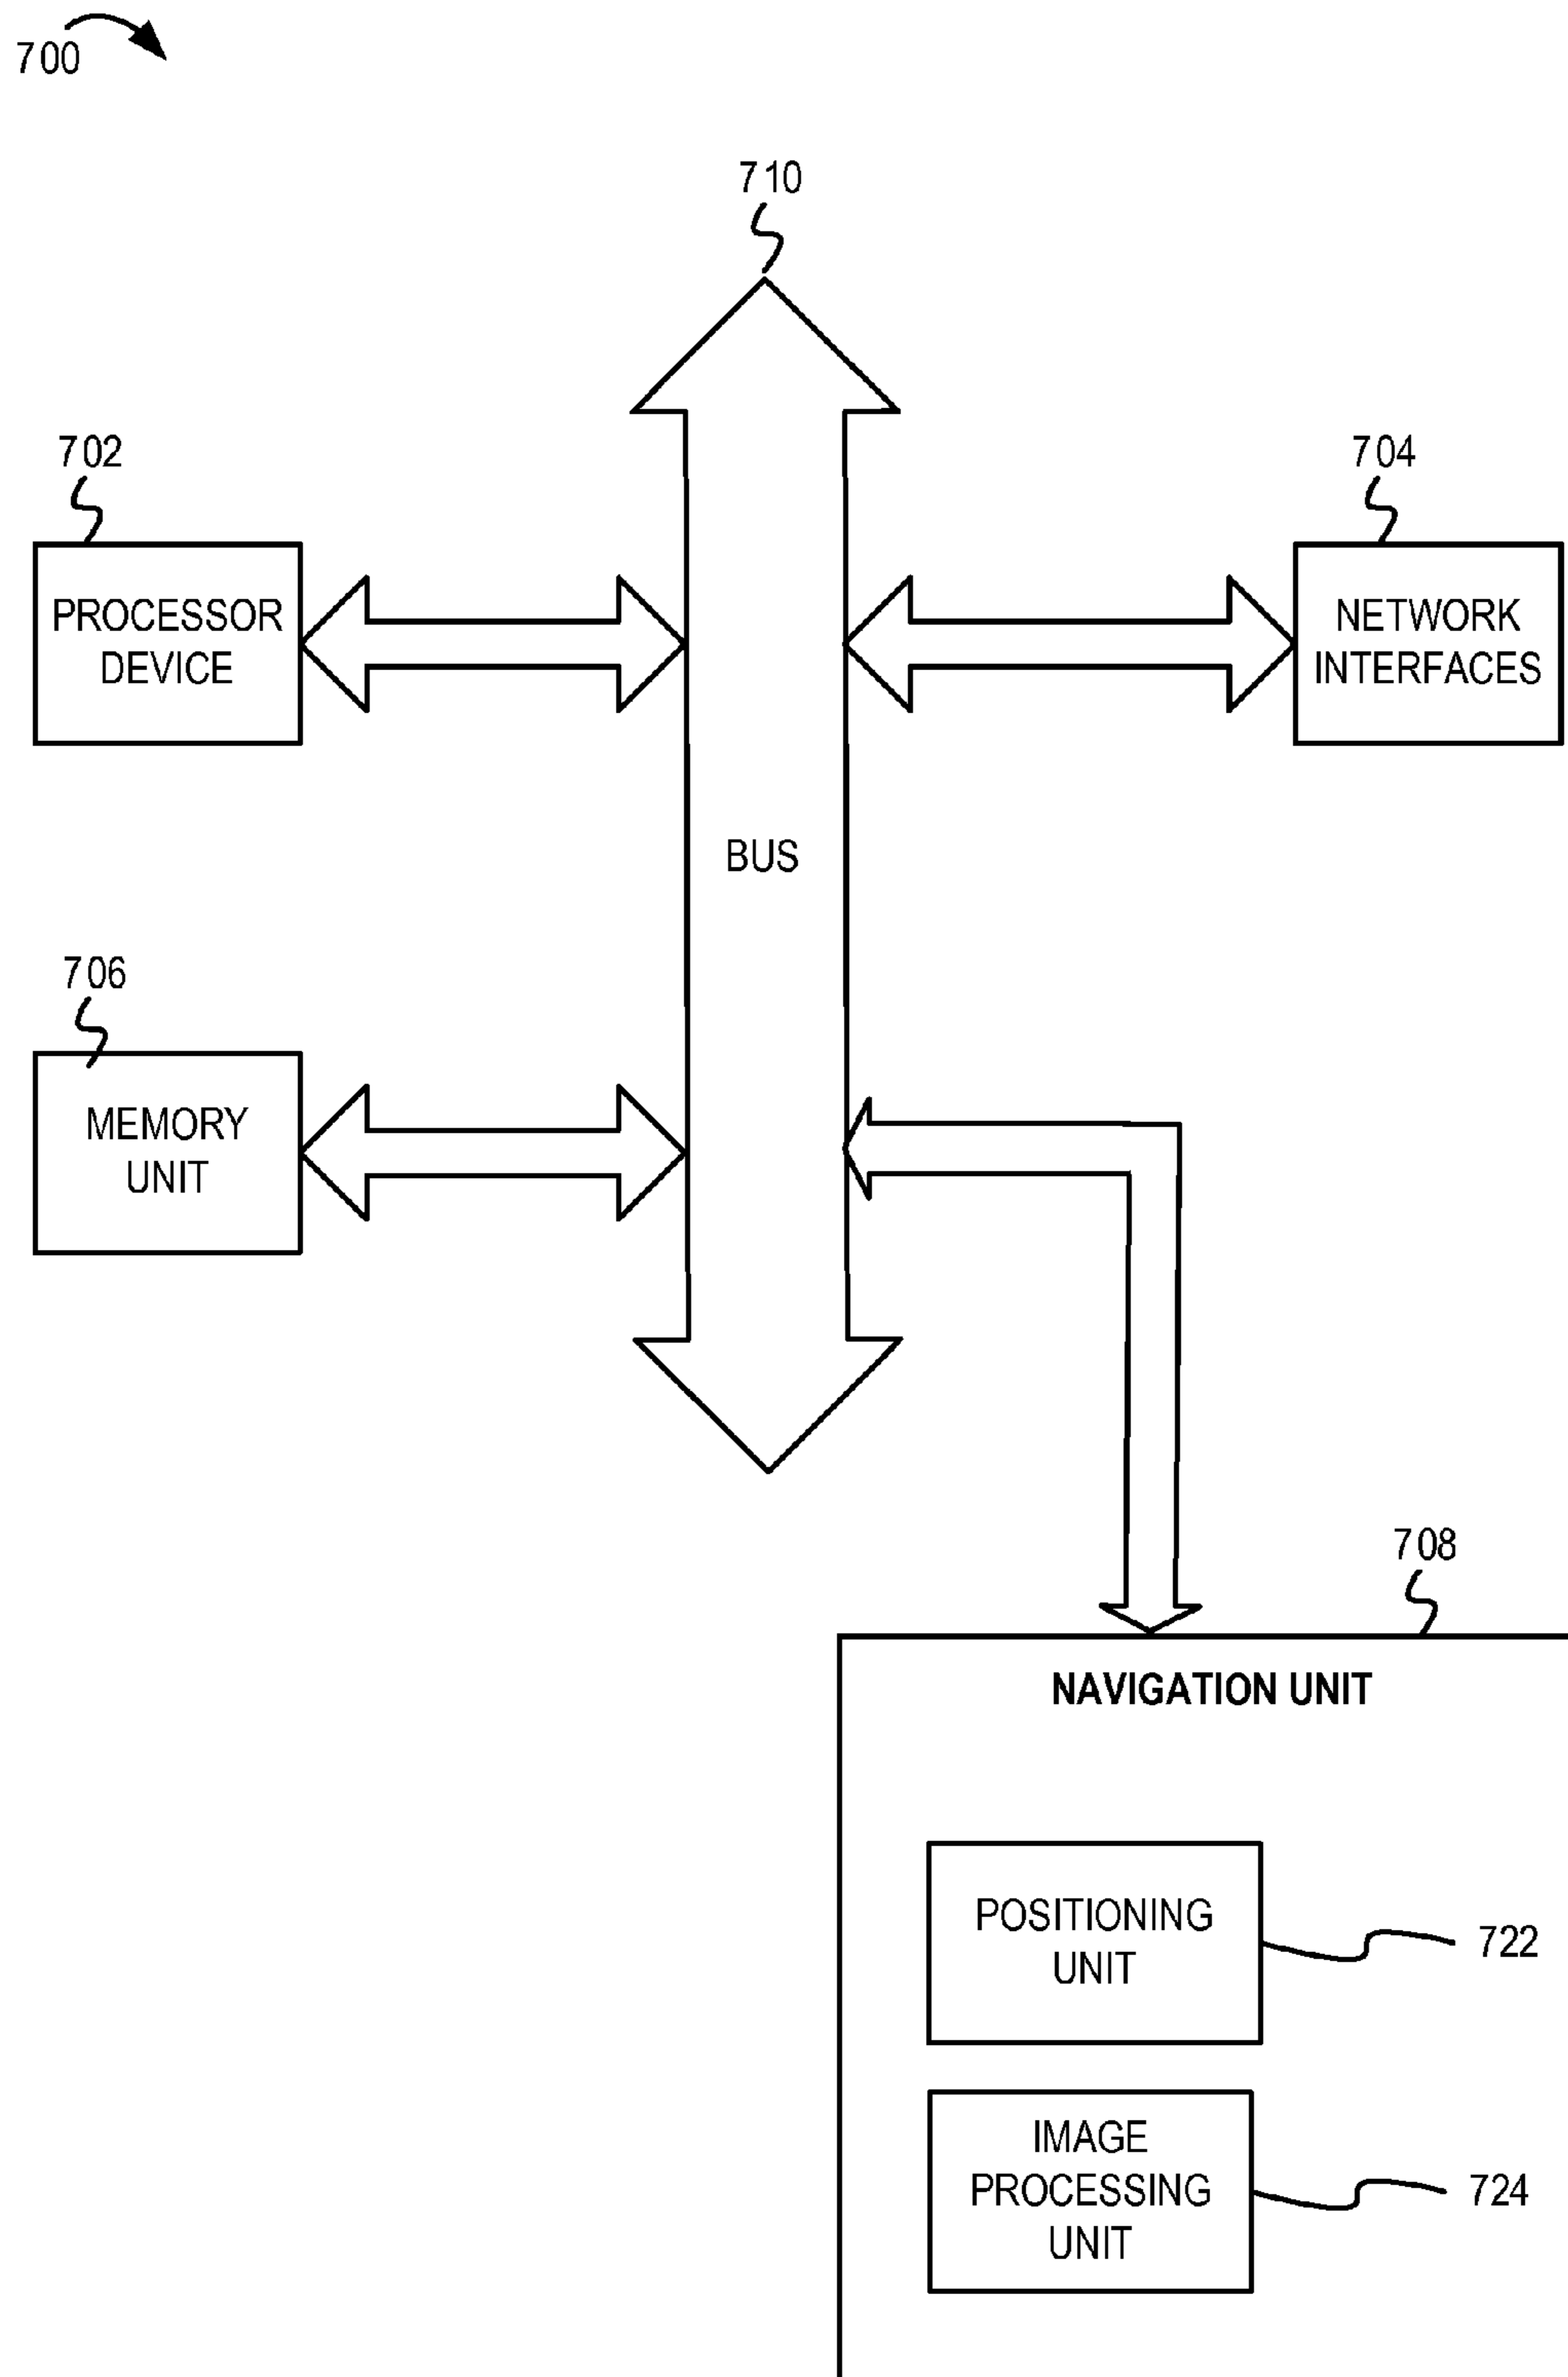 700
710
702
704
PROCESSOR
DEVICE
NETWORK
INTERFACES
BUS
706
MEMORY
UNIT
708
NAVIGATION UNIT
POSITIONING
UNIT
722
IMAGE
PROCESSING
UNIT
724